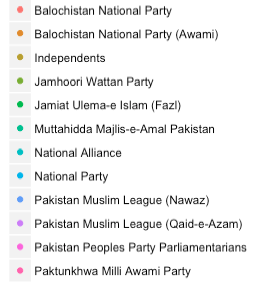 Balochistan National Party
Balochistan National Party (Awami)
Independents
Jamhoori Wattan Party
Jamiat Ulema-e Islam (Fazl)
Muttahidda Majlis-e-Amal Pakistan
National Alliance
National Party
Pakistan Muslim League (Nawaz)
Pakistan Muslim League (Qaid-e-Azam)
Pakistan Peoples Party Parliamentarians
Paktunkhwa Milli Awami Party